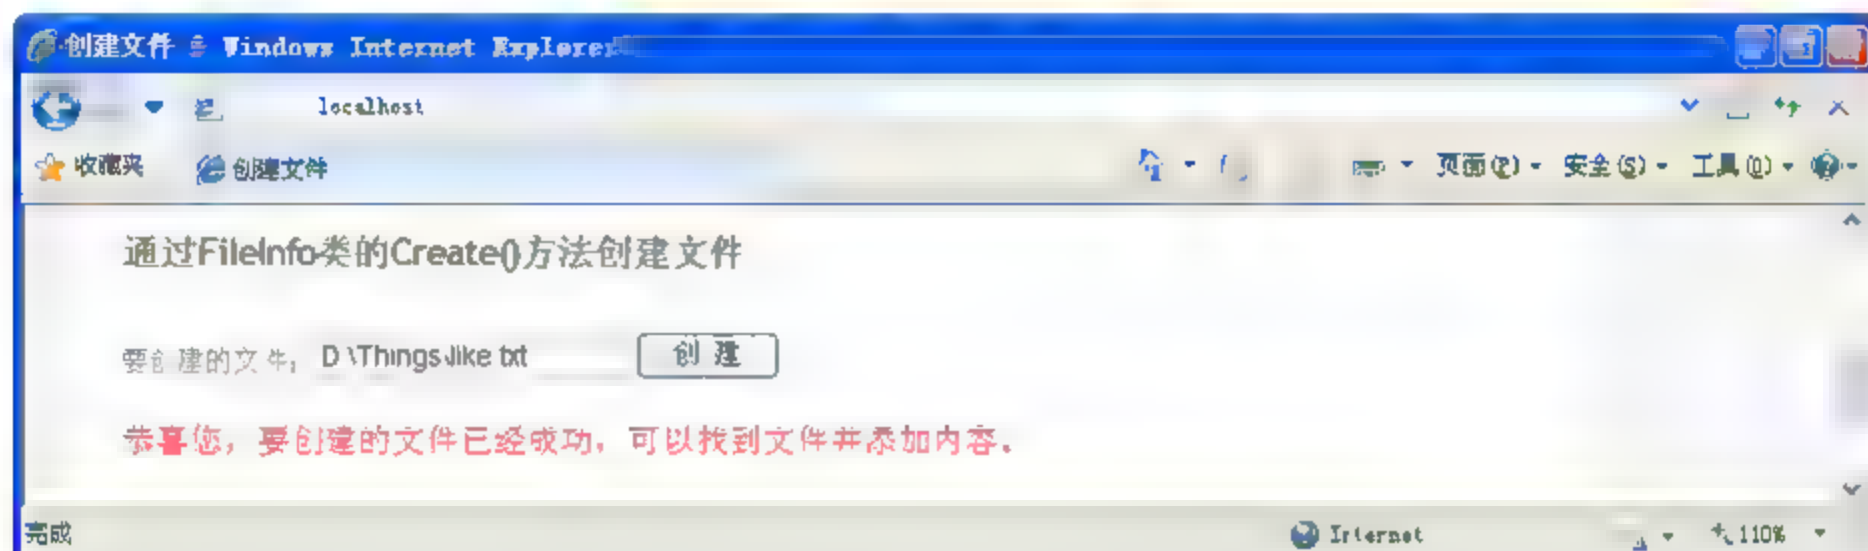 创建文件 - Windows Internet Explorer
localhost
收藏夹 创建文件 页面(P) 安全(S) 工具(O)
通过FileInfo类的Create()方法创建文件
要创建的文件: D:\Things\like.txt 创 建
恭喜您，要创建的文件已经成功，可以找到文件并添加内容。
完成 Internet 110%